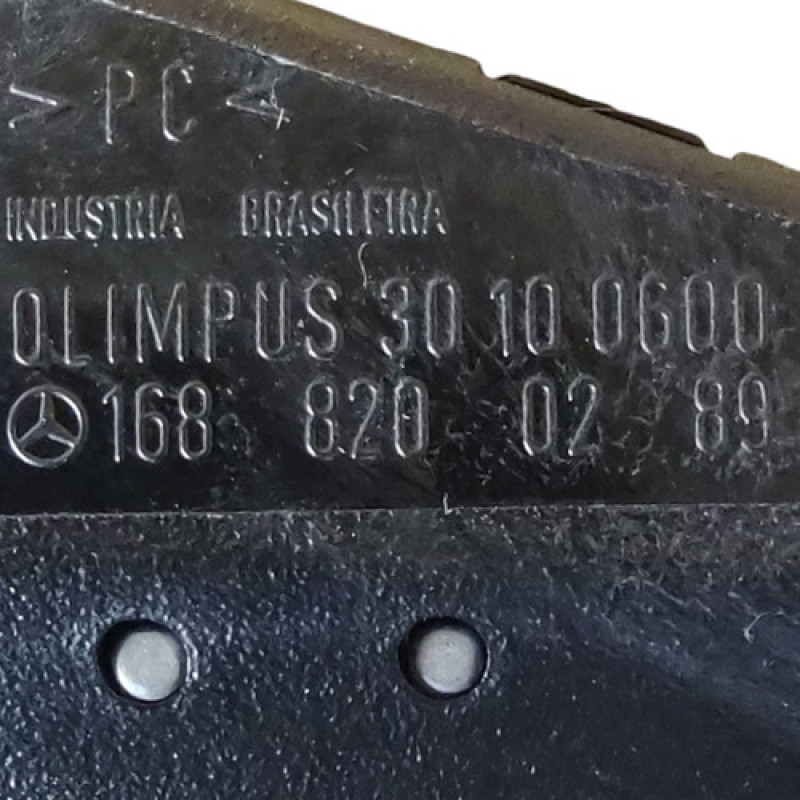 >PC<
INDUSTRIA BRASILEIRA
OLIMPUS 30 10 0600
168 820 02 89